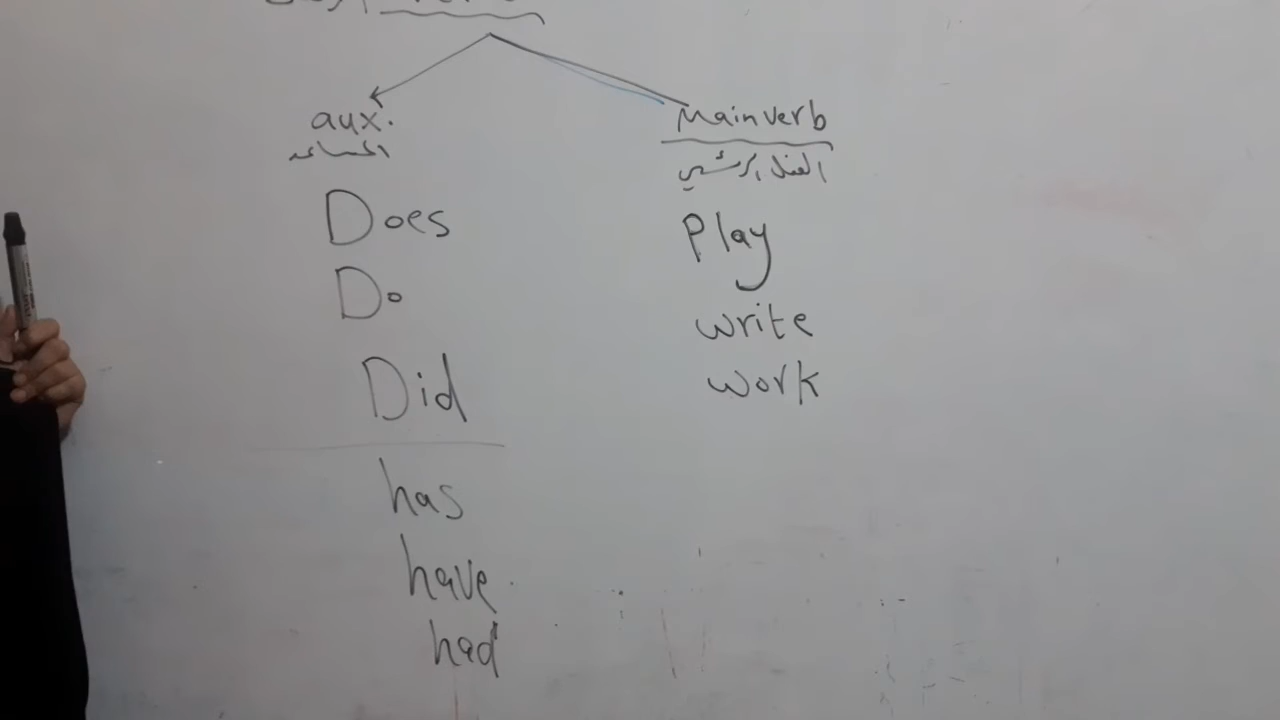 aux.
Main verb
المساعد
الفعل الرئيسي
Does
Play
Do
write
Did
work
has
have
had